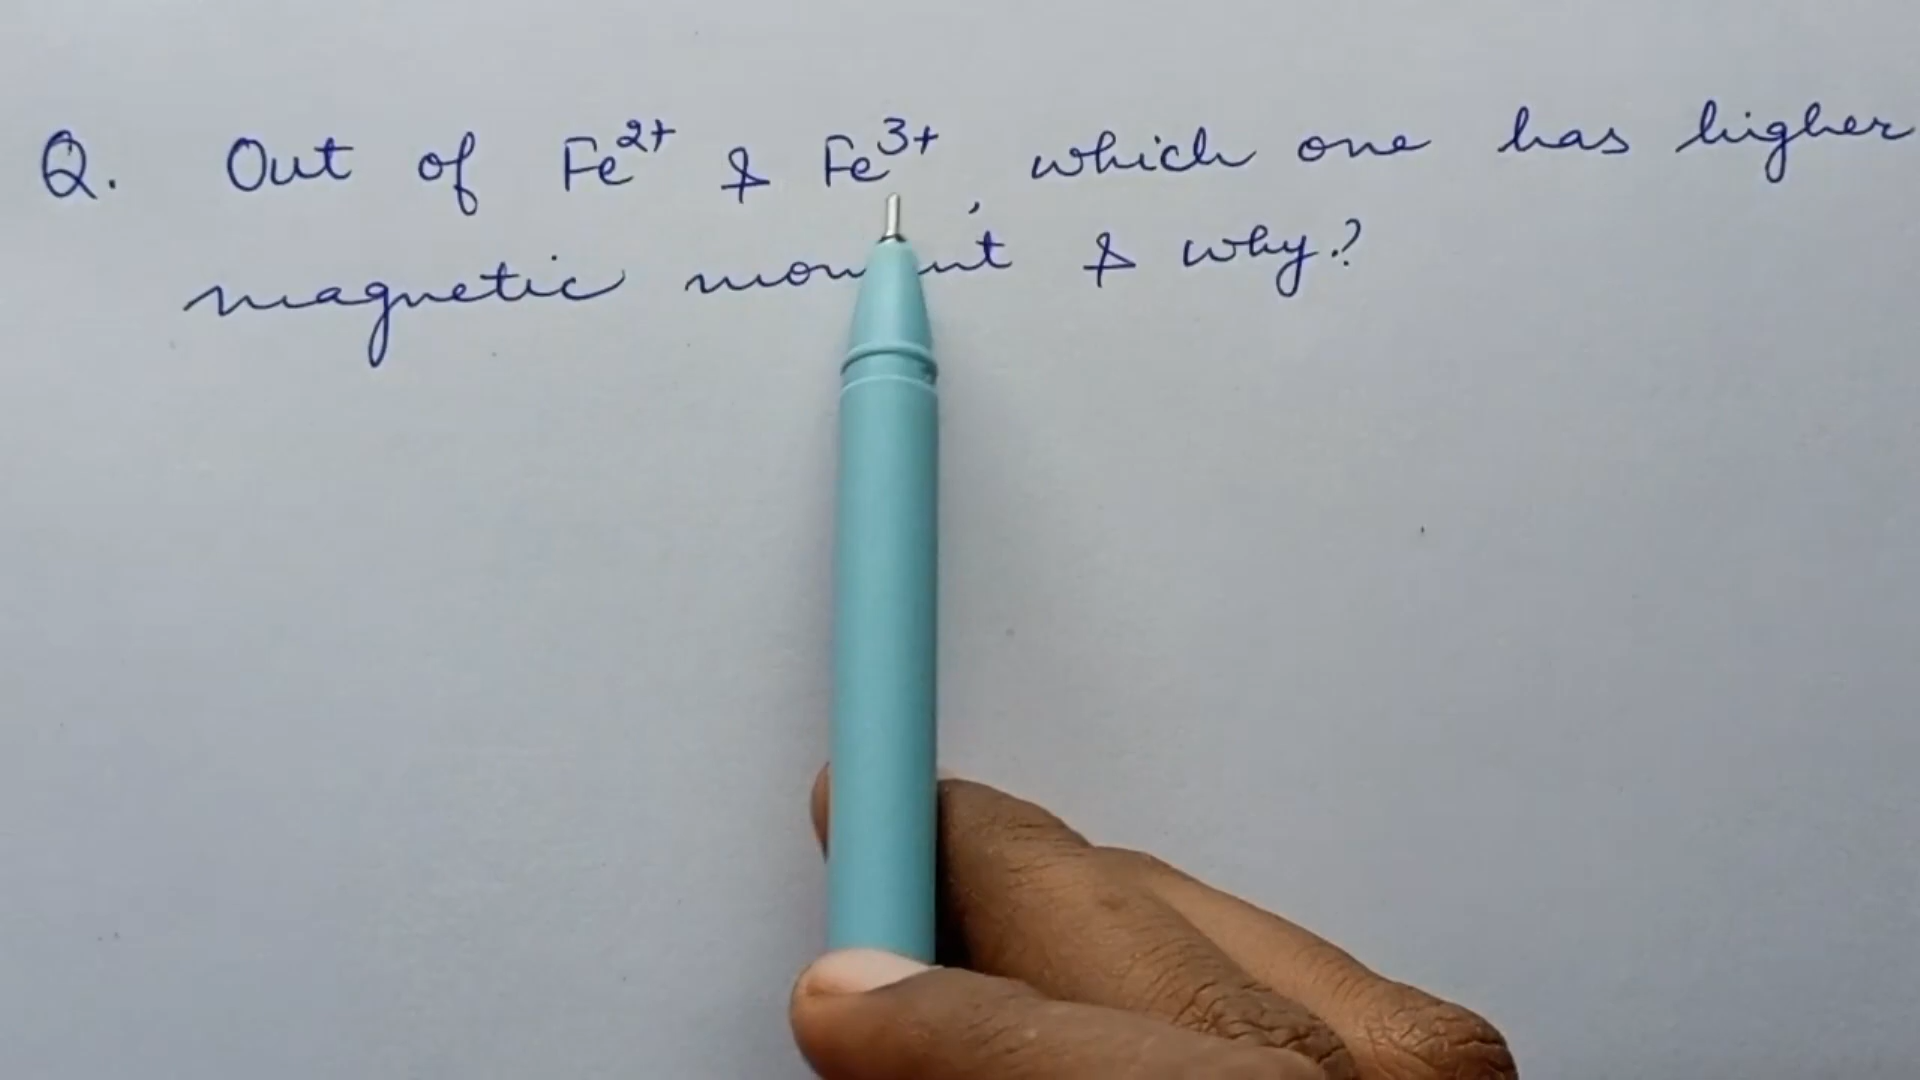 Q. Out of Fe²⁺ & Fe³⁺, which one has higher
magnetic & why?